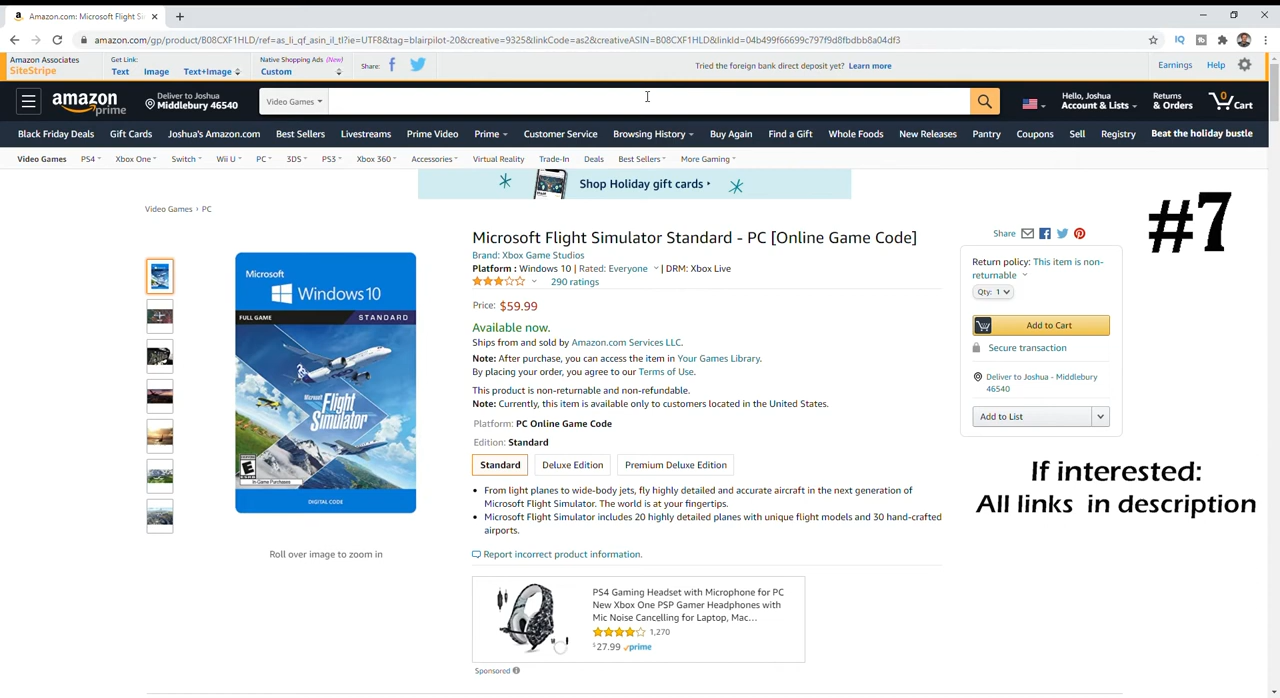 Amazon.com: Microsoft Flight Si
amazon.com/gp/product/B08CXF1HLD/ref=as_li_qf_asin_il_tl?ie=UTF8&tag=blairpilot-20&creative=9325&linkCode=as2&creativeASIN=B08CXF1HLD&linkId=04b499f66699c797f9d8fbdbb8a04df3
IQ
Amazon Associates
SiteStripe
Get Link:
Text Image Text+Image
Native Shopping Ads (New)
Custom
Share:
Tried the foreign bank direct deposit yet? Learn more
Earnings Help
amazon prime
Deliver to Joshua
Middlebury 46540
Video Games
Hello, Joshua
Account & Lists
Returns
& Orders
0
Cart
Black Friday Deals Gift Cards Joshua's Amazon.com Best Sellers Livestreams Prime Video Prime Customer Service Browsing History Buy Again Find a Gift Whole Foods New Releases Pantry Coupons Sell Registry Beat the holiday bustle
Video Games PS4 Xbox One Switch Wii U PC 3DS PS3 Xbox 360 Accessories Virtual Reality Trade-In Deals Best Sellers More Gaming
Shop Holiday gift cards ›
Video Games › PC
#7
Microsoft Flight Simulator Standard - PC [Online Game Code]
Brand: Xbox Game Studios
Platform : Windows 10 | Rated: Everyone | DRM: Xbox Live
290 ratings
Price: $59.99
Available now.
Ships from and sold by Amazon.com Services LLC.
Note: After purchase, you can access the item in Your Games Library.
By placing your order, you agree to our Terms of Use.
This product is non-returnable and non-refundable.
Note: Currently, this item is available only to customers located in the United States.
Platform: PC Online Game Code
Edition: Standard
Standard Deluxe Edition Premium Deluxe Edition
• From light planes to wide-body jets, fly highly detailed and accurate aircraft in the next generation of
Microsoft Flight Simulator. The world is at your fingertips.
• Microsoft Flight Simulator includes 20 highly detailed planes with unique flight models and 30 hand-crafted
airports.
Report incorrect product information.
Microsoft
Windows 10
FULL GAME STANDARD
Microsoft
Flight
Simulator
E
In-Game Purchases
DIGITAL CODE
Roll over image to zoom in
PS4 Gaming Headset with Microphone for PC
New Xbox One PSP Gamer Headphones with
Mic Noise Cancelling for Laptop, Mac...
1,270
$27.99 prime
Sponsored
Share
Return policy: This item is non-
returnable
Qty: 1
Add to Cart
Secure transaction
Deliver to Joshua - Middlebury
46540
Add to List
If interested:
All links in description